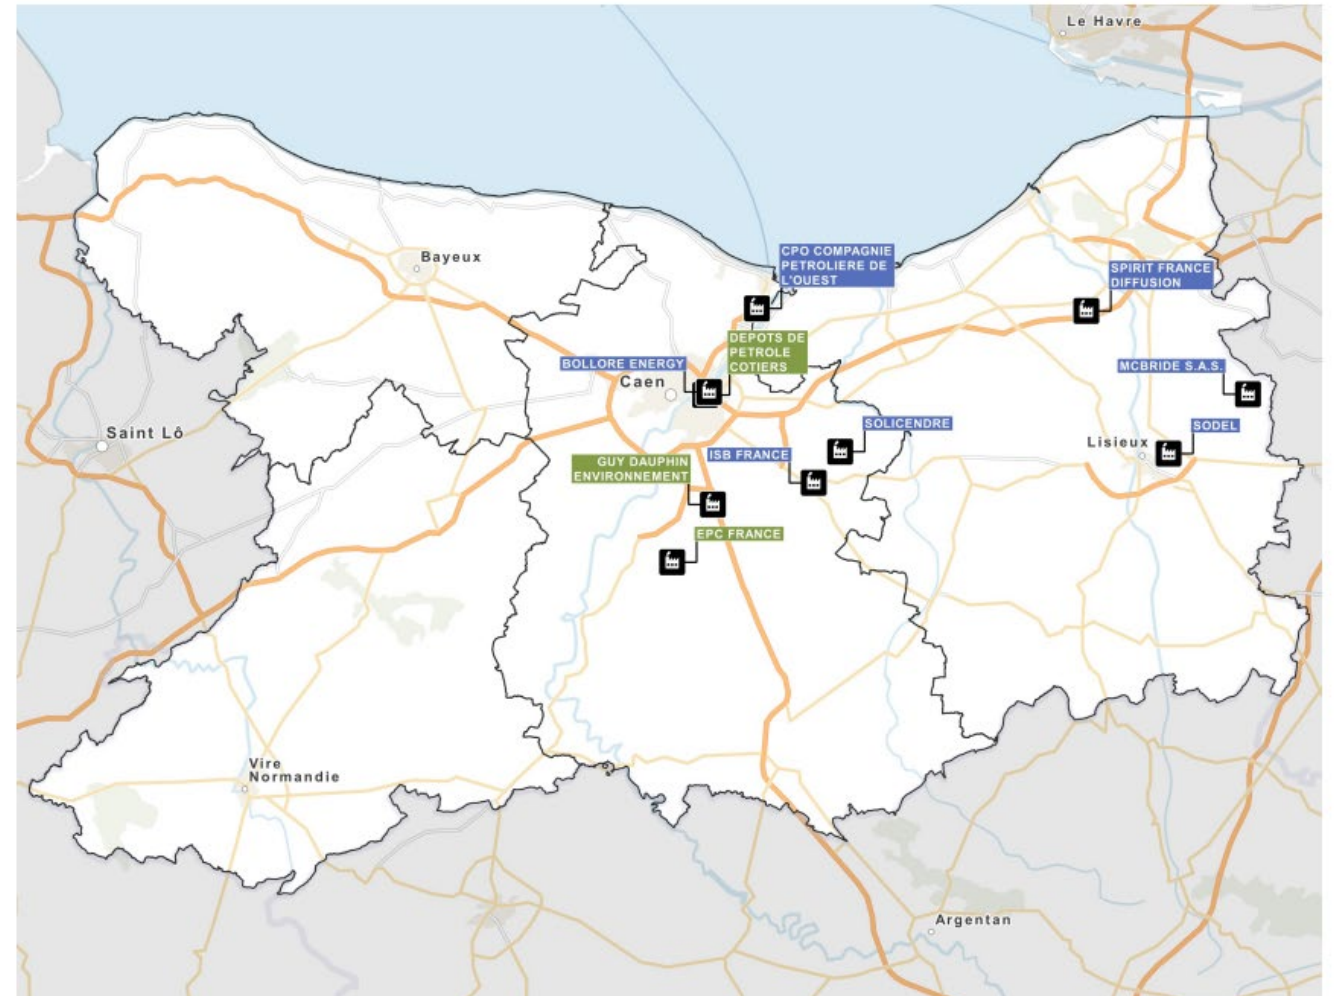 Le Havre
CPO COMPAGNIE
PETROLIERE DE
L'OUEST
Bayeux
SPIRIT FRANCE
DIFFUSION
DEPOTS DE
PETROLE
COTIERS
BOLLORE ENERGY
MCBRIDE S.A.S.
Caen
SOLICENDRE
SODEL
Saint Lô
Lisieux
ISB FRANCE
GUY DAUPHIN
ENVIRONNEMENT
EPC FRANCE
Vire
Normandie
Argentan